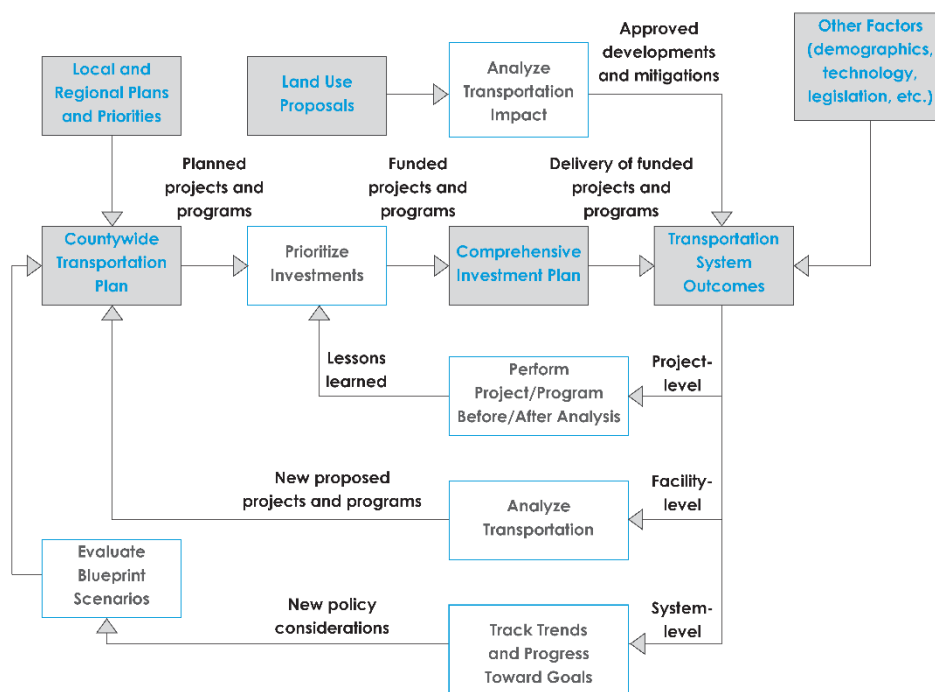 Local and
Regional Plans
and Priorities
Land Use
Proposals
Analyze
Transportation
Impact
Approved
developments
and mitigations
Other Factors
(demographics,
technology,
legislation, etc.)
Planned
projects and
programs
Funded
projects and
programs
Delivery of funded
projects and
programs
Countywide
Transportation
Plan
Prioritize
Investments
Comprehensive
Investment Plan
Transportation
System
Outcomes
Lessons
learned
Perform
Project/Program
Before/After Analysis
Project-
level
New proposed
projects and programs
Analyze
Transportation
Facility-
level
Evaluate
Blueprint
Scenarios
New policy
considerations
Track Trends
and Progress
Toward Goals
System-
level